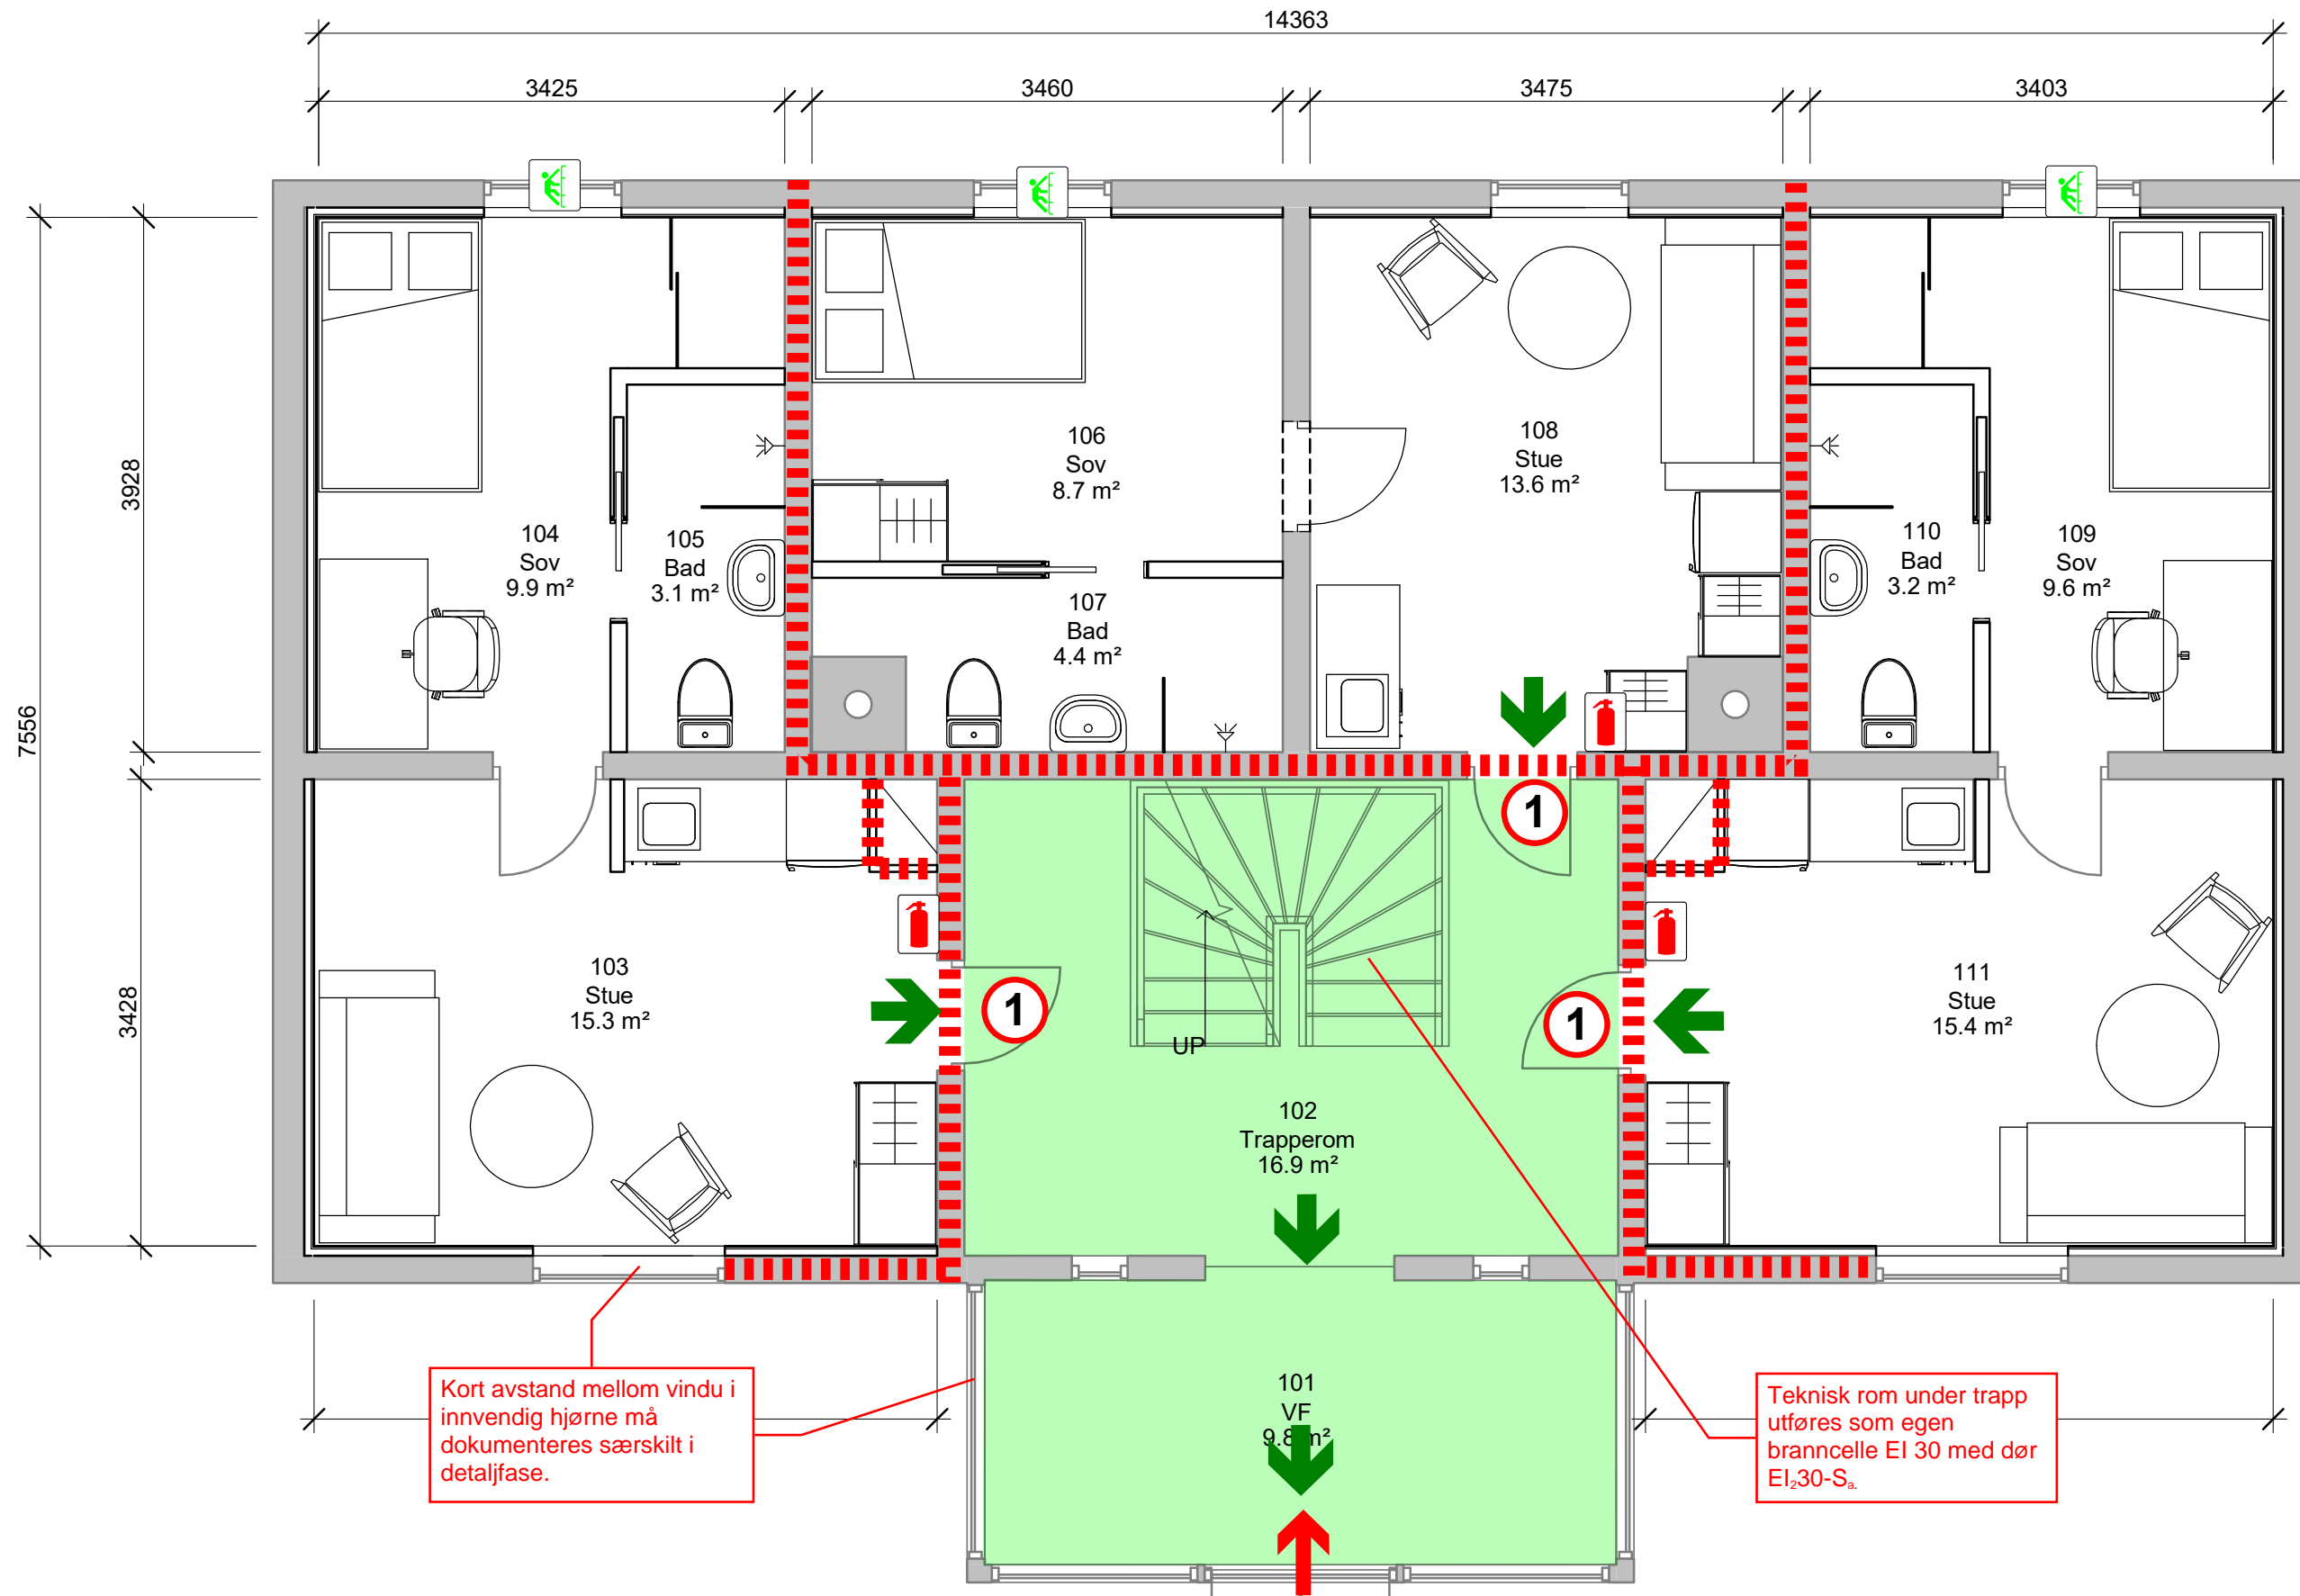 14363
3425
3460
3475
3403
7556
3928
3428
104
Sov
9.9 m²
105
Bad
3.1 m²
106
Sov
8.7 m²
107
Bad
4.4 m²
108
Stue
13.6 m²
110
Bad
3.2 m²
109
Sov
9.6 m²
1
1
1
103
Stue
15.3 m²
UP
102
Trapperom
16.9 m²
111
Stue
15.4 m²
101
VF
9.8 m²
Kort avstand mellom vindu i
innvendig hjørne må
dokumenteres særskilt i
detaljfase.
Teknisk rom under trapp
utføres som egen
branncelle EI 30 med dør
EI₂30-Sₐ.